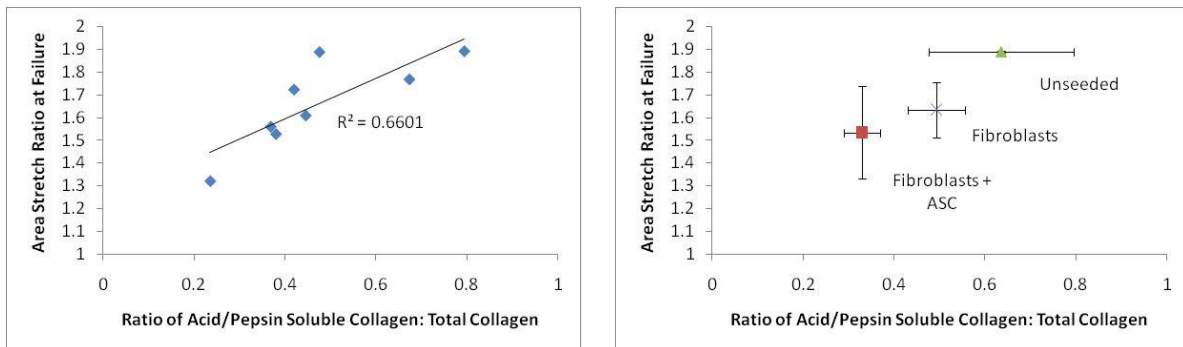 Area Stretch Ratio at Failure
2
1.9
1.8
1.7
1.6
1.5
1.4
1.3
1.2
1.1
1
R² = 0.6601
0 0.2 0.4 0.6 0.8 1
Ratio of Acid/Pepsin Soluble Collagen: Total Collagen
Area Stretch Ratio at Failure
2
1.9
1.8
1.7
1.6
1.5
1.4
1.3
1.2
1.1
1
Unseeded
Fibroblasts
Fibroblasts +
ASC
0 0.2 0.4 0.6 0.8 1
Ratio of Acid/Pepsin Soluble Collagen: Total Collagen